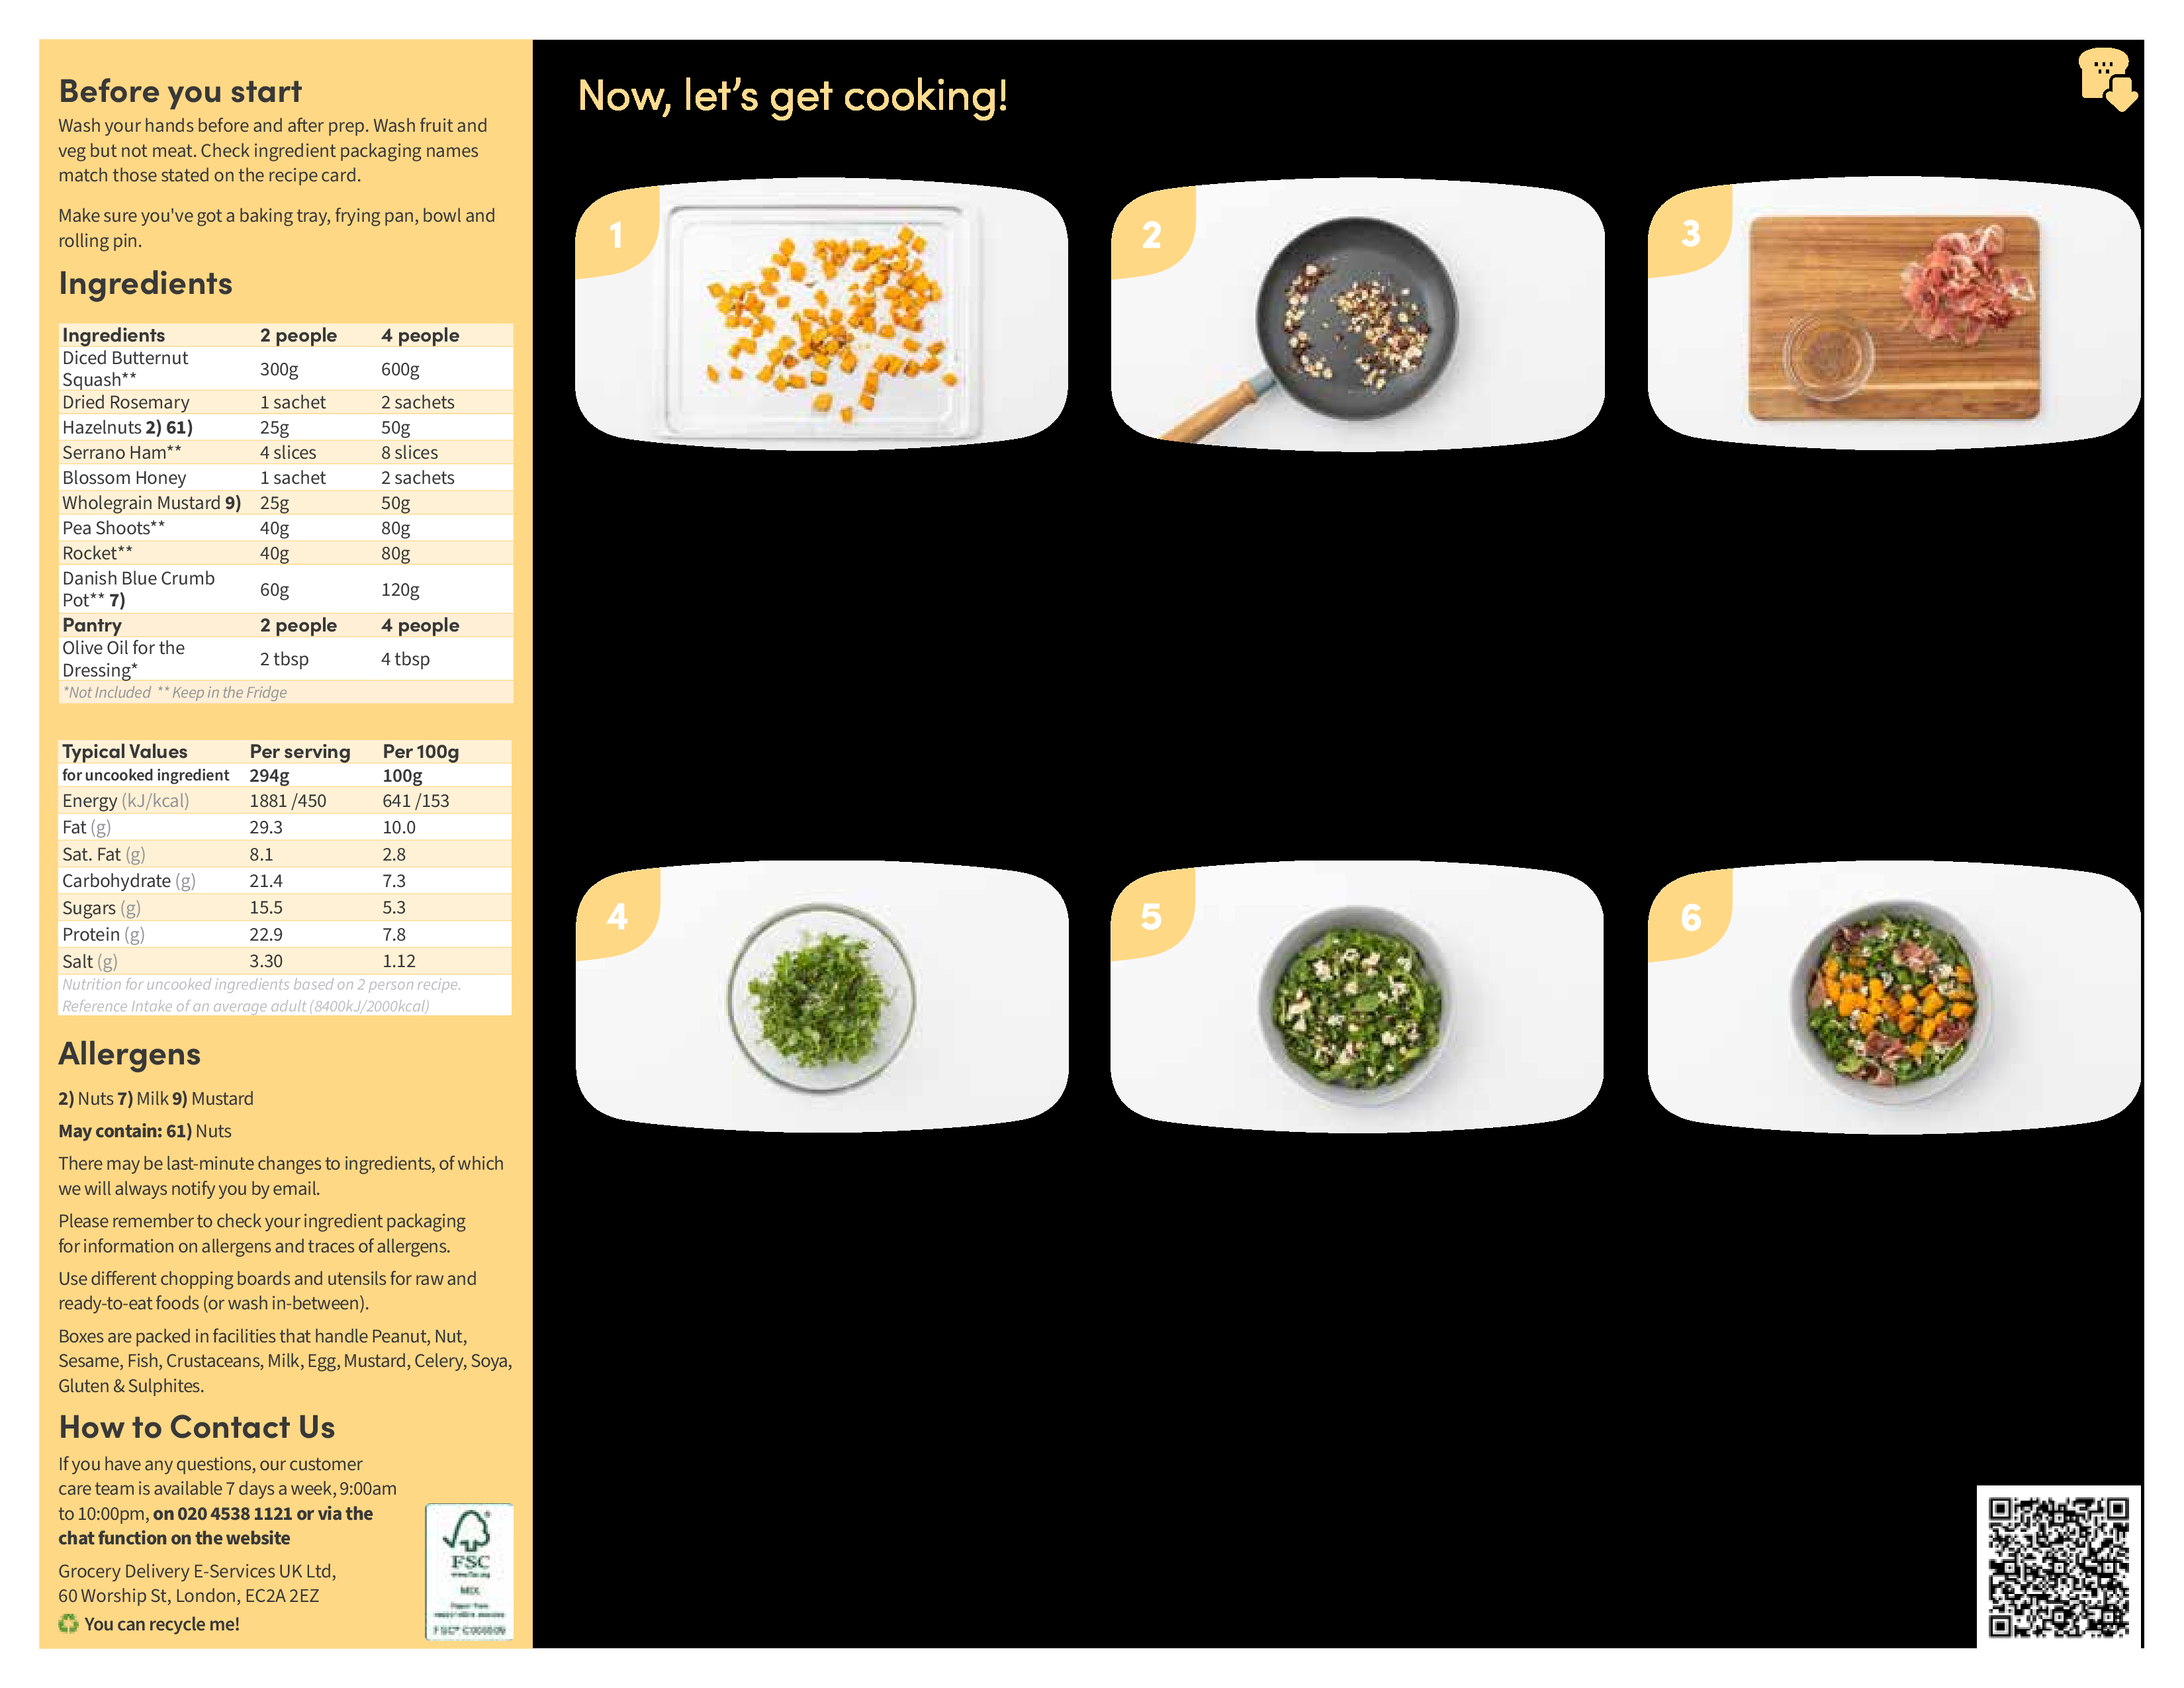 Before you start
Wash your hands before and after prep. Wash fruit and
veg but not meat. Check ingredient packaging names
match those stated on the recipe card.
Make sure you've got a baking tray, frying pan, bowl and
rolling pin.
Ingredients
Ingredients 2 people 4 people
Diced Butternut
Squash** 300g 600g
Dried Rosemary 1 sachet 2 sachets
Hazelnuts 2) 61) 25g 50g
Serrano Ham** 4 slices 8 slices
Blossom Honey 1 sachet 2 sachets
Wholegrain Mustard 9) 25g 50g
Pea Shoots** 40g 80g
Rocket** 40g 80g
Danish Blue Crumb
Pot** 7) 60g 120g
Pantry 2 people 4 people
Olive Oil for the
Dressing* 2 tbsp 4 tbsp
*Not Included ** Keep in the Fridge
Typical Values Per serving Per 100g
for uncooked ingredient 294g 100g
Energy (kJ/kcal) 1881 /450 641 /153
Fat (g) 29.3 10.0
Sat. Fat (g) 8.1 2.8
Carbohydrate (g) 21.4 7.3
Sugars (g) 15.5 5.3
Protein (g) 22.9 7.8
Salt (g) 3.30 1.12
Nutrition for uncooked ingredients based on 2 person recipe.
Reference Intake of an average adult (8400kJ/2000kcal)
Allergens
2) Nuts 7) Milk 9) Mustard
May contain: 61) Nuts
There may be last-minute changes to ingredients, of which
we will always notify you by email.
Please remember to check your ingredient packaging
for information on allergens and traces of allergens.
Use different chopping boards and utensils for raw and
ready-to-eat foods (or wash in-between).
Boxes are packed in facilities that handle Peanut, Nut,
Sesame, Fish, Crustaceans, Milk, Egg, Mustard, Celery, Soya,
Gluten & Sulphites.
How to Contact Us
If you have any questions, our customer
care team is available 7 days a week, 9:00am
to 10:00pm, on 020 4538 1121 or via the
chat function on the website
Grocery Delivery E-Services UK Ltd,
60 Worship St, London, EC2A 2EZ
You can recycle me!
FSC
MIX
Now, let's get cooking!
1
2
3
4
5
6